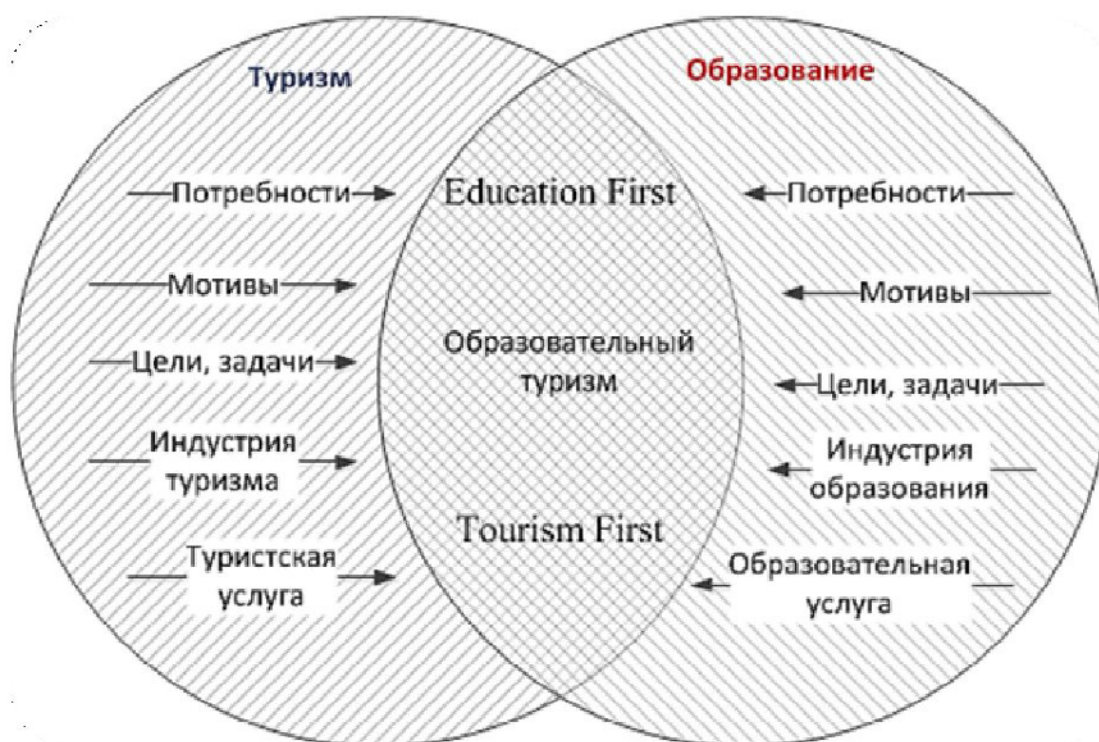 Туризм
Образование
Потребности
Education First
Потребности
Мотивы
Мотивы
Образовательный
туризм
Цели, задачи
Цели, задачи
Индустрия
туризма
Индустрия
образования
Tourism First
Туристская
услуга
Образовательная
услуга